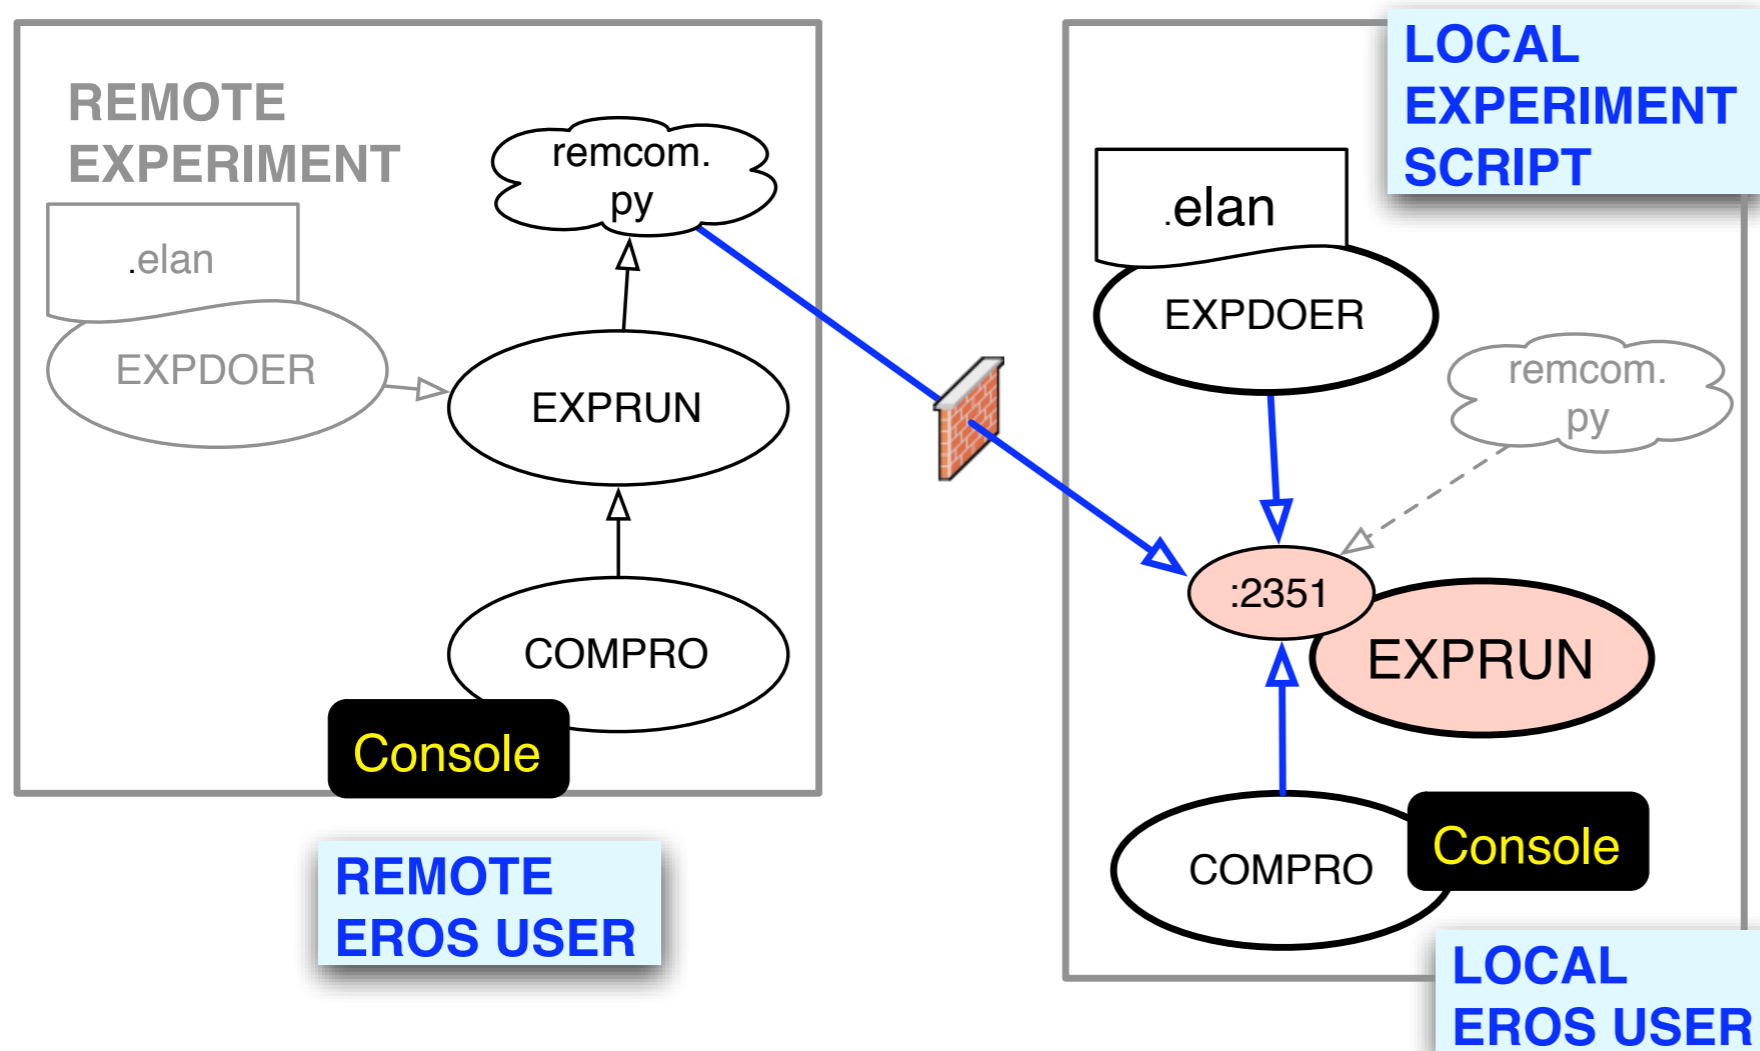 REMOTE
EXPERIMENT
remcom.
py
.elan
EXPDOER
EXPRUN
COMPRO
Console
REMOTE
EROS USER
LOCAL
EXPERIMENT
SCRIPT
.elan
EXPDOER
remcom.
py
:2351
EXPRUN
COMPRO
Console
LOCAL
EROS USER